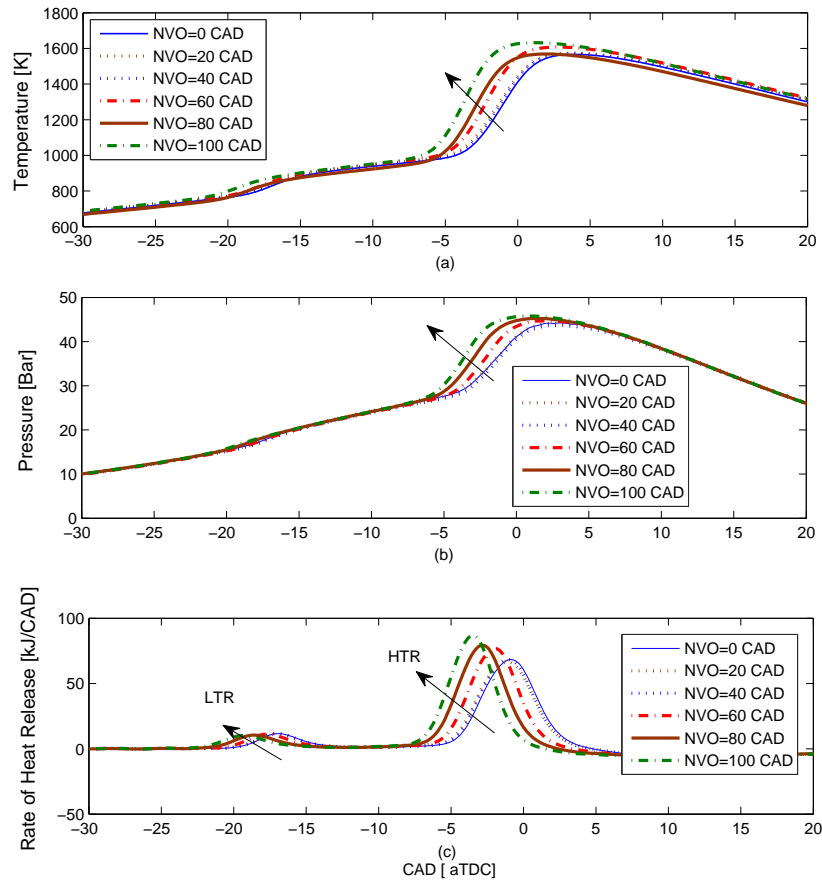 1800
1600
1400
1200
1000
800
600
Temperature [K]
NVO=0 CAD
NVO=20 CAD
NVO=40 CAD
NVO=60 CAD
NVO=80 CAD
NVO=100 CAD
−30 −25 −20 −15 −10 −5 0 5 10 15 20
(a)
50
40
30
20
10
0
Pressure [Bar]
NVO=0 CAD
NVO=20 CAD
NVO=40 CAD
NVO=60 CAD
NVO=80 CAD
NVO=100 CAD
−30 −25 −20 −15 −10 −5 0 5 10 15 20
(b)
100
50
0
−50
Rate of Heat Release [kJ/CAD]
LTR
HTR
NVO=0 CAD
NVO=20 CAD
NVO=40 CAD
NVO=60 CAD
NVO=80 CAD
NVO=100 CAD
−30 −25 −20 −15 −10 −5 0 5 10 15 20
(c)
CAD [ aTDC]